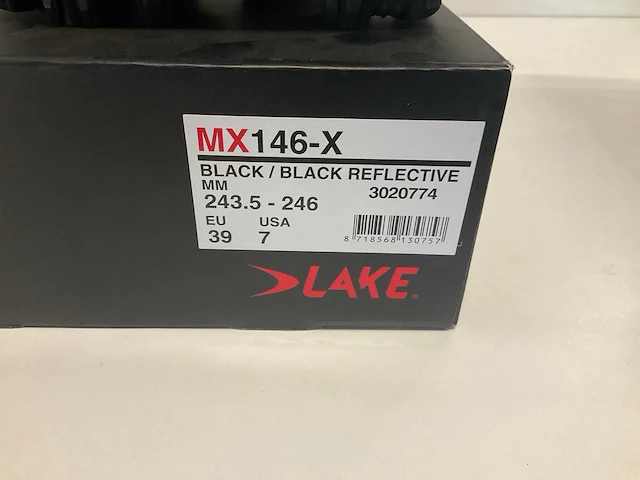 MX146-X
BLACK / BLACK REFLECTIVE
MM 3020774
243.5 - 246
EU USA
39 7
8 718568 130757
LAKE®